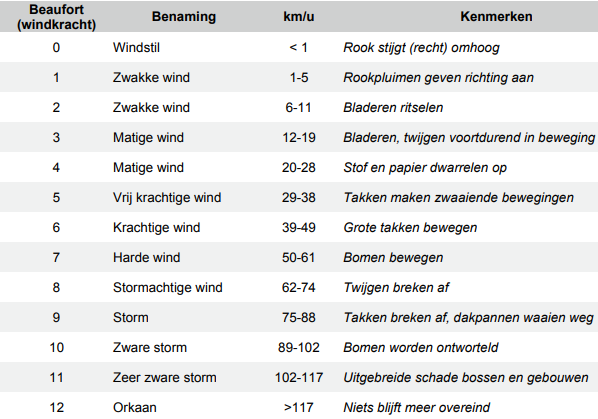 Beaufort (windkracht) Benaming km/u Kenmerken
0 Windstil < 1 Rook stijgt (recht) omhoog
1 Zwakke wind 1-5 Rookpluimen geven richting aan
2 Zwakke wind 6-11 Bladeren ritselen
3 Matige wind 12-19 Bladeren, twijgen voortdurend in beweging
4 Matige wind 20-28 Stof en papier dwarrelen op
5 Vrij krachtige wind 29-38 Takken maken zwaaiende bewegingen
6 Krachtige wind 39-49 Grote takken bewegen
7 Harde wind 50-61 Bomen bewegen
8 Stormachtige wind 62-74 Twijgen breken af
9 Storm 75-88 Takken breken af, dakpannen waaien weg
10 Zware storm 89-102 Bomen worden ontworteld
11 Zeer zware storm 102-117 Uitgebreide schade bossen en gebouwen
12 Orkaan >117 Niets blijft meer overeind